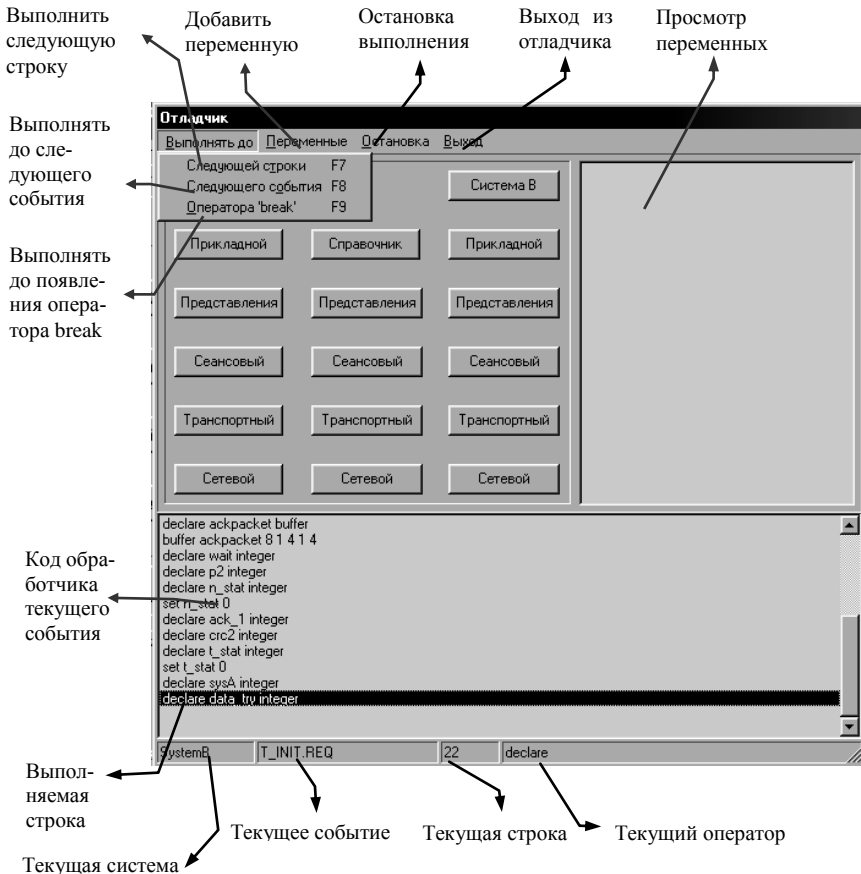 Выполнить
следующую
строку
Добавить
переменную
Остановка
выполнения
Выход из
отладчика
Просмотр
переменных
Выполнять
до сле-
дующего
события
Выполнять
до появле-
ния опера-
тора break
Отладчик
Выполнять до Переменные Остановка Выход
Следующей строки F7
Следующего события F8
Оператора 'break' F9
Система B
Прикладной Справочник Прикладной
Представления Представления Представления
Сеансовый Сеансовый Сеансовый
Транспортный Транспортный Транспортный
Сетевой Сетевой Сетевой
Код обра-
ботчика
текущего
события
declare ackpacket buffer
buffer ackpacket 8 1 4 1 4
declare wait integer
declare p2 integer
declare n_stat integer
set n_stat 0
declare ack_1 integer
declare crc2 integer
declare t_stat integer
set t_stat 0
declare sysA integer
declare data_try integer
SystemB T_INIT.REQ 22 declare
Выпол-
няемая
строка
Текущее событие Текущая строка Текущий оператор
Текущая система